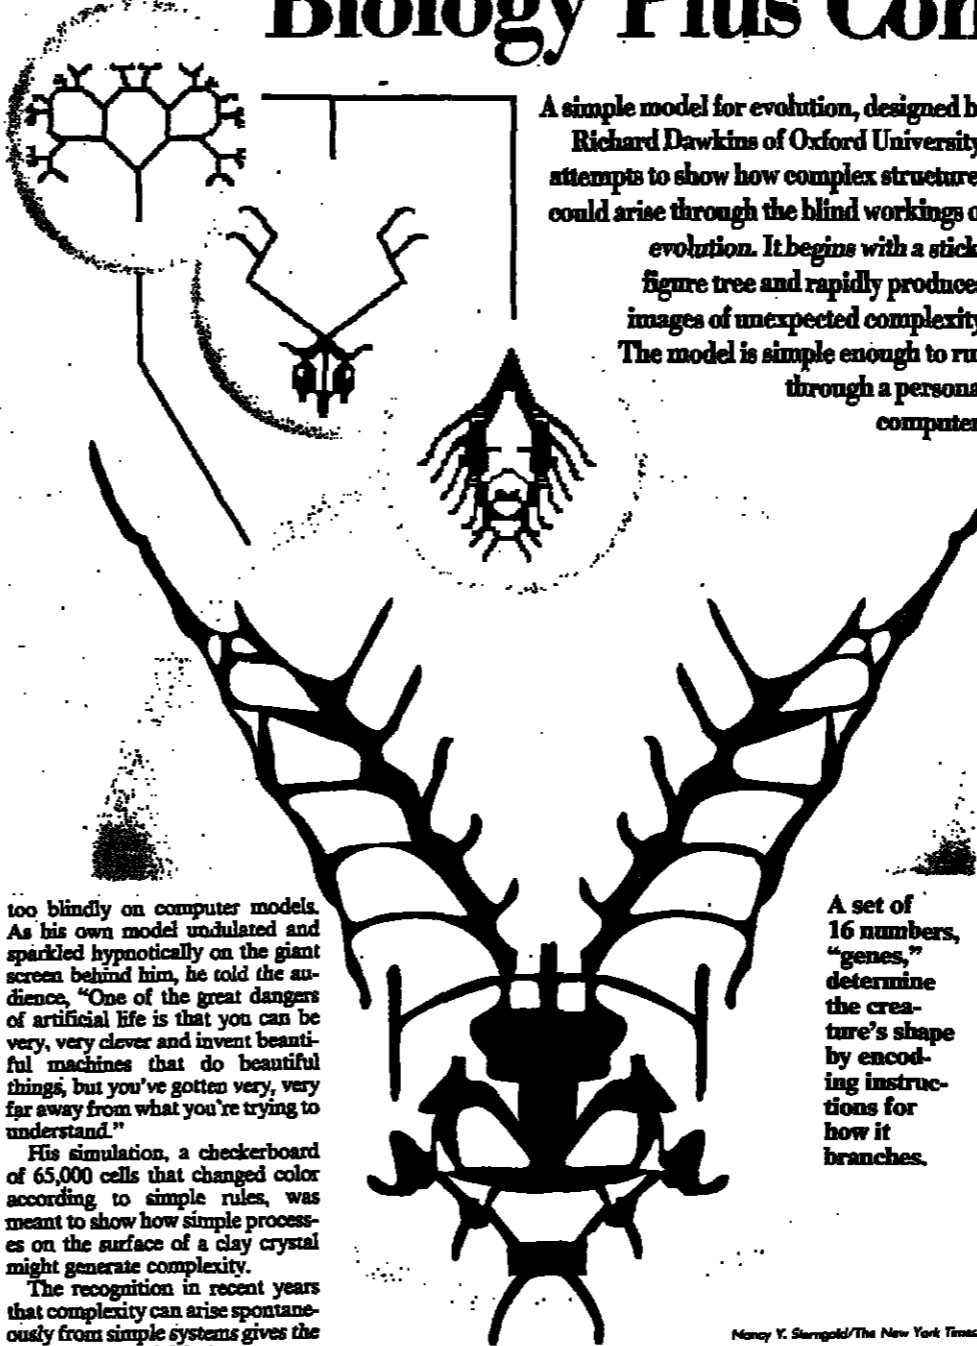 Biology Plus Com
A simple model for evolution, designed b
Richard Dawkins of Oxford University
attempts to show how complex structure
could arise through the blind workings o
evolution. It begins with a stick
figure tree and rapidly produce
images of unexpected complexity
The model is simple enough to ru
through a persona
computer
too blindly on computer models.
As his own model undulated and
sparkled hypnotically on the giant
screen behind him, he told the au-
dience, “One of the great dangers
of artificial life is that you can be
very, very clever and invent beauti-
ful machines that do beautiful
things, but you’ve gotten very, very
far away from what you’re trying to
understand.”
His simulation, a checkerboard
of 65,000 cells that changed color
according to simple rules, was
meant to show how simple process-
es on the surface of a clay crystal
might generate complexity.
The recognition in recent years
that complexity can arise spontane-
ously from simple systems gives the
A set of
16 numbers,
“genes,”
determine
the crea-
ture’s shape
by encod-
ing instruc-
tions for
how it
branches.
Nancy Y. Sterngold/The New York Times